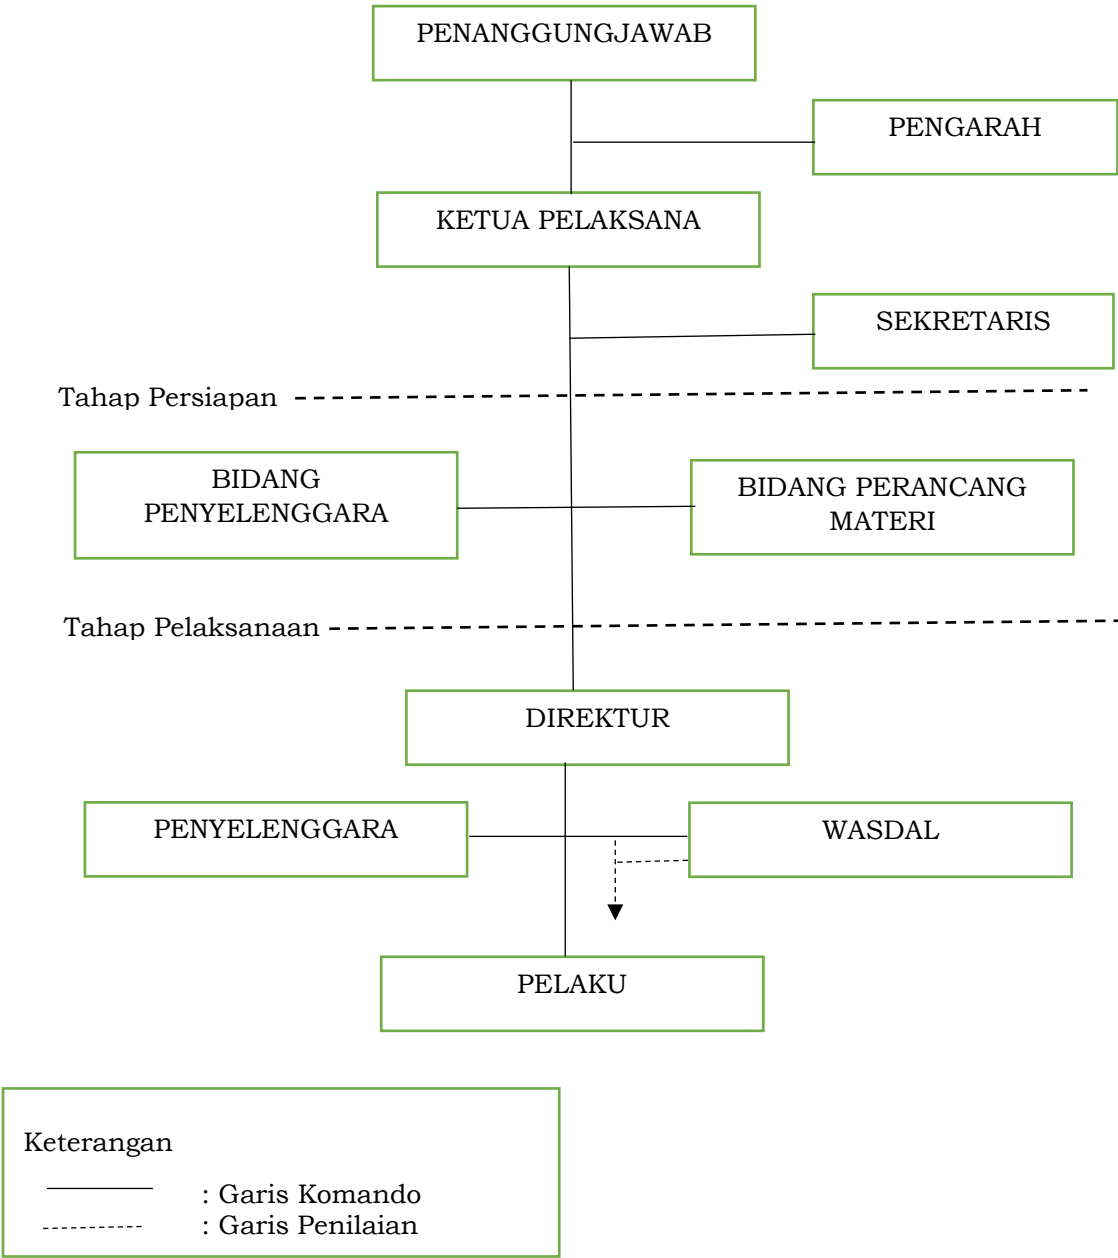 PENANGGUNGJAWAB
PENGARAH
KETUA PELAKSANA
SEKRETARIS
Tahap Persiapan
BIDANG
PENYELENGGARA
BIDANG PERANCANG
MATERI
Tahap Pelaksanaan
DIREKTUR
PENYELENGGARA
WASDAL
PELAKU
Keterangan
: Garis Komando
: Garis Penilaian